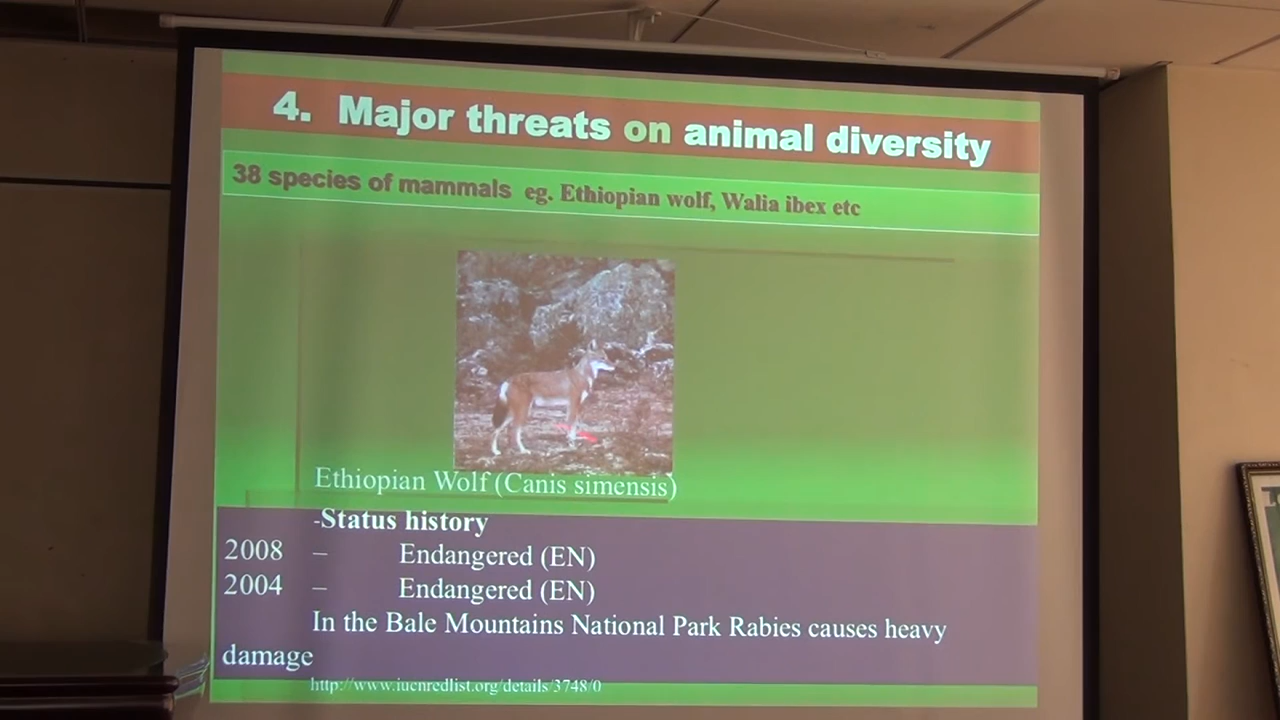 4. Major threats on animal diversity
38 species of mammals eg. Ethiopian wolf, Walia ibex etc
Ethiopian Wolf (Canis simensis)
-Status history
2008 – Endangered (EN)
2004 – Endangered (EN)
In the Bale Mountains National Park Rabies causes heavy
damage
http://www.iucnredlist.org/details/3748/0